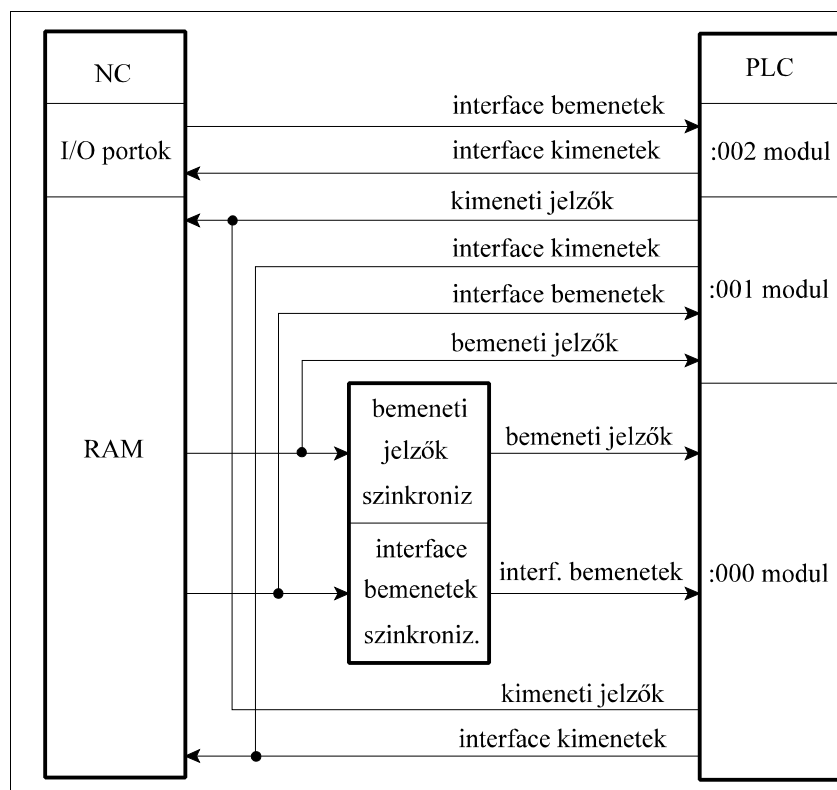 NC
PLC
I/O portok
interface bemenetek
interface kimenetek
:002 modul
kimeneti jelzők
interface kimenetek
interface bemenetek
:001 modul
bemeneti jelzők
RAM
bemeneti
jelzők
szinkroniz
bemeneti jelzők
interface
bemenetek
szinkroniz.
interf. bemenetek
:000 modul
kimeneti jelzők
interface kimenetek